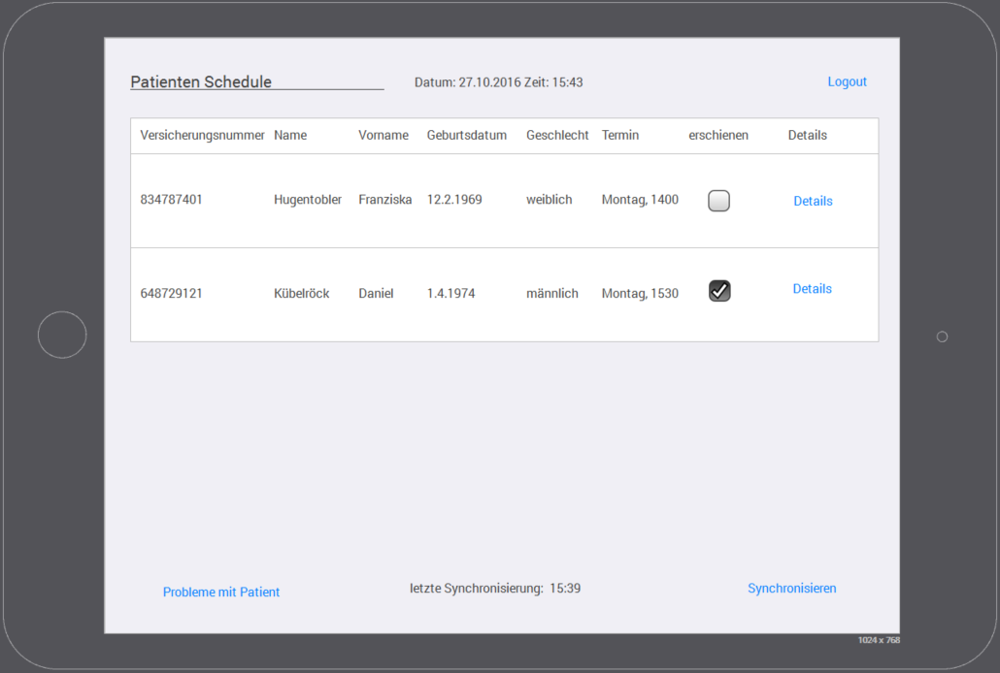 Patienten Schedule Datum: 27.10.2016 Zeit: 15:43 Logout
Versicherungsnummer Name Vorname Geburtsdatum Geschlecht Termin erschienen Details
834787401 Hugentobler Franziska 12.2.1969 weiblich Montag, 1400 Details
648729121 Kübelröck Daniel 1.4.1974 männlich Montag, 1530 Details
Probleme mit Patient letzte Synchronisierung: 15:39 Synchronisieren
1024 x 768